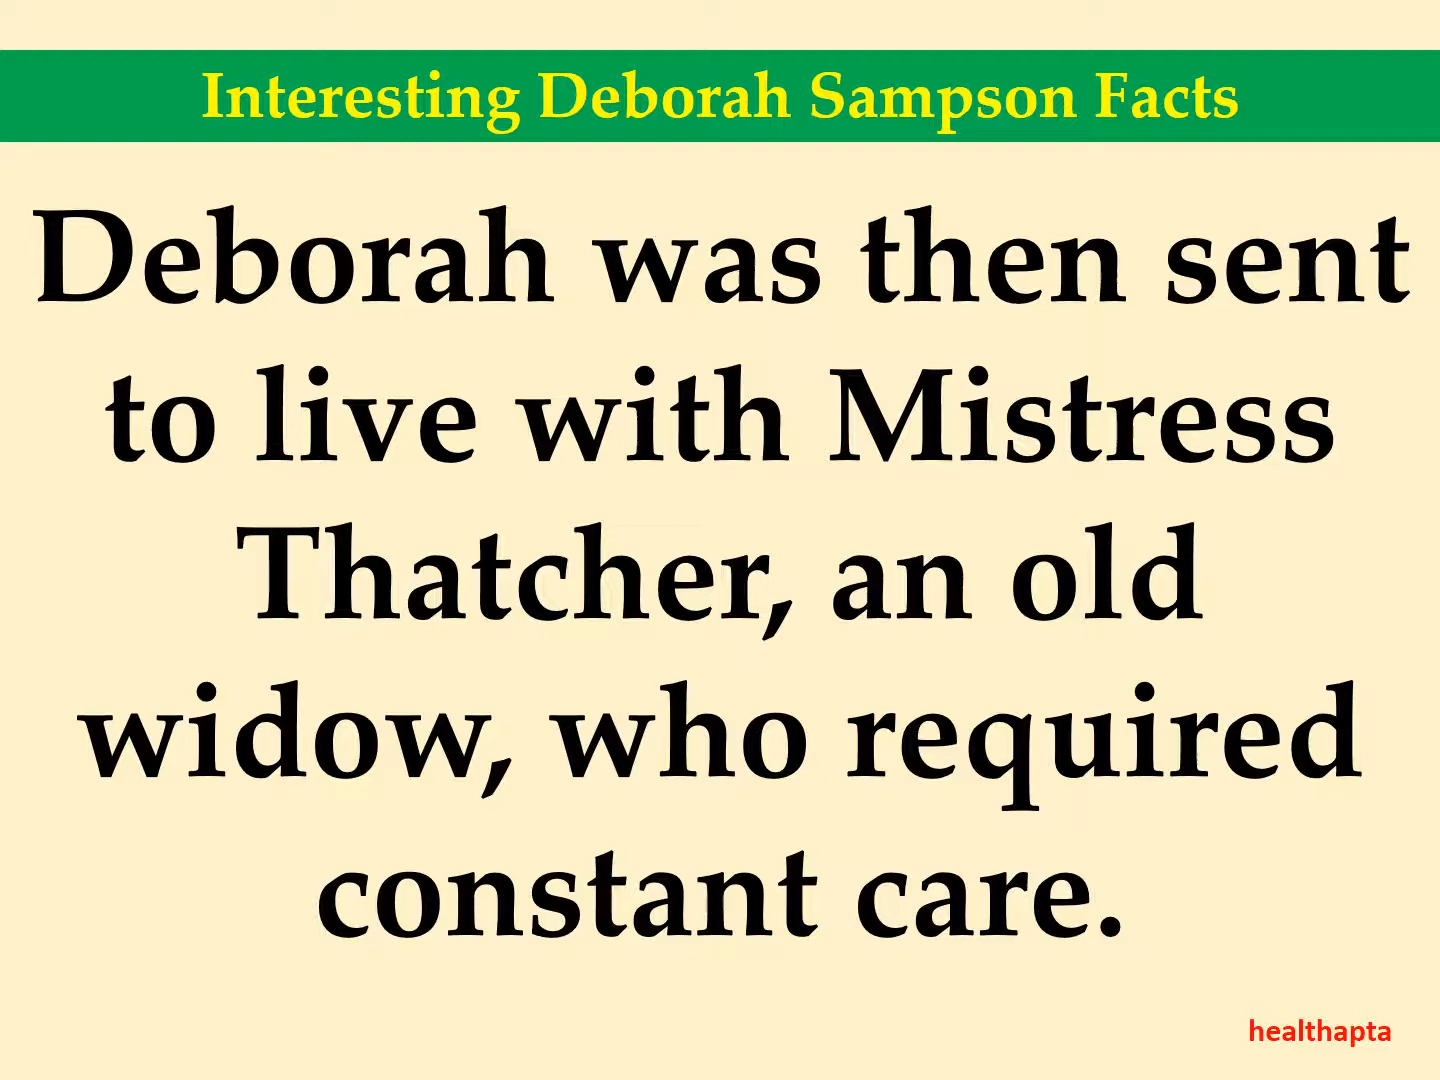 Interesting Deborah Sampson Facts
Deborah was then sent
to live with Mistress
Thatcher, an old
widow, who required
constant care.
healthapta